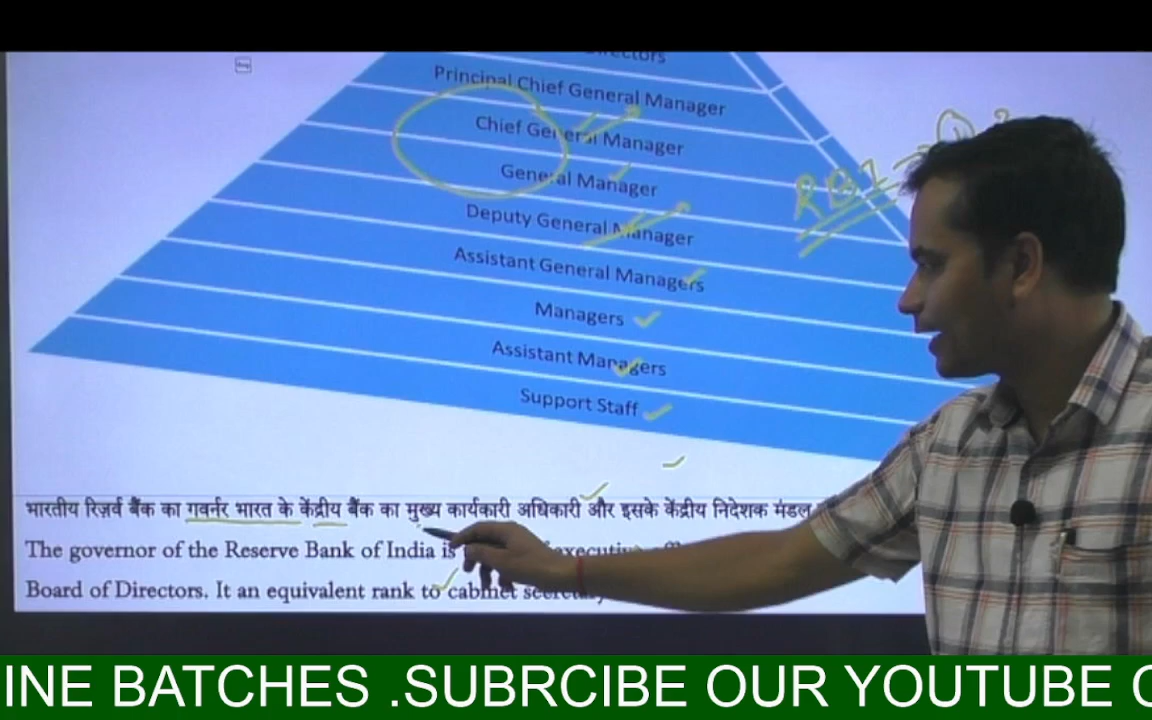 Principal Chief General Manager
Chief General Manager
General Manager
Deputy General Manager
Assistant General Managers
Managers
Assistant Managers
Support Staff
RBI
भारतीय रिज़र्व बैंक का गवर्नर भारत के केंद्रीय बैंक का मुख्य कार्यकारी अधिकारी और इसके केंद्रीय निदेशक मंडल
The governor of the Reserve Bank of India is
Board of Directors. It an equivalent rank to cabinet
INE BATCHES .SUBRCIBE OUR YOUTUBE C